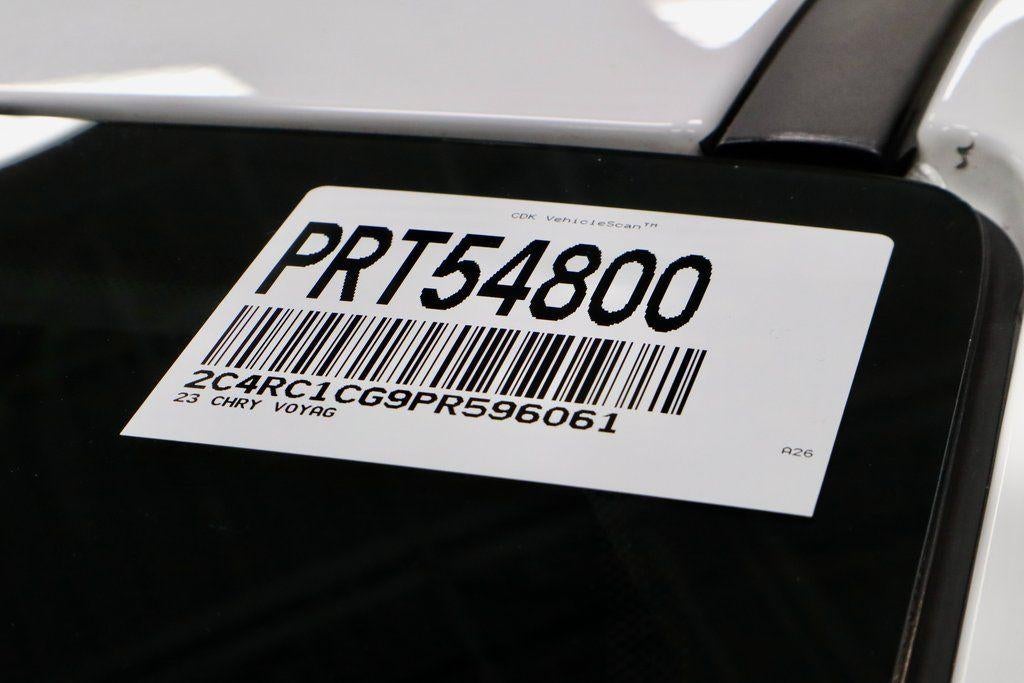 CDK VehicleScan™
PRT54800
2C4RC1CG9PR596061
23 CHRY VOYAG
A26